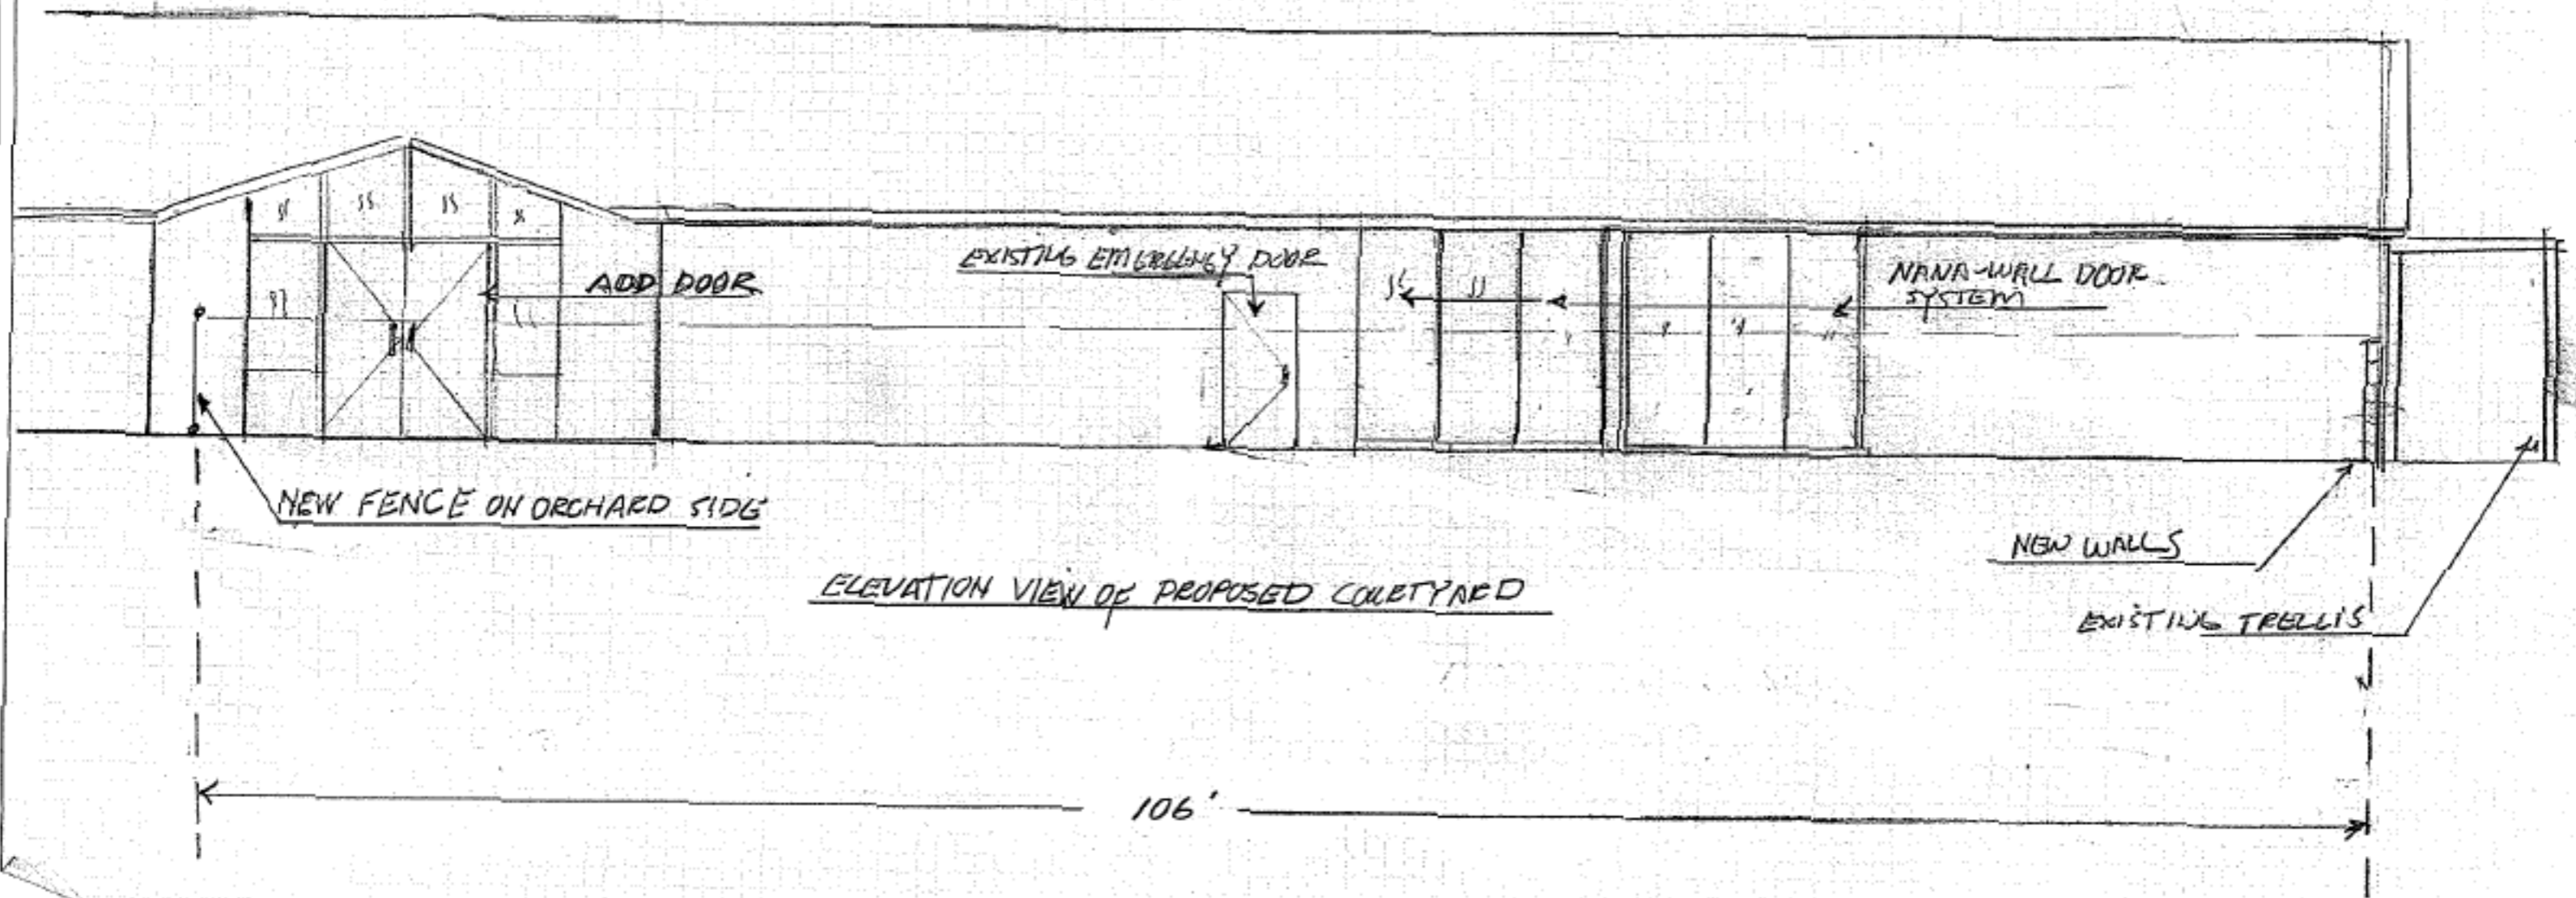 EXISTING EMERGENCY DOOR
ADD DOOR
NANA-WALL DOOR
SYSTEM
NEW FENCE ON ORCHARD SIDE
NEW WALLS
ELEVATION VIEW OF PROPOSED COURTYARD
EXISTING TRELLIS
106'